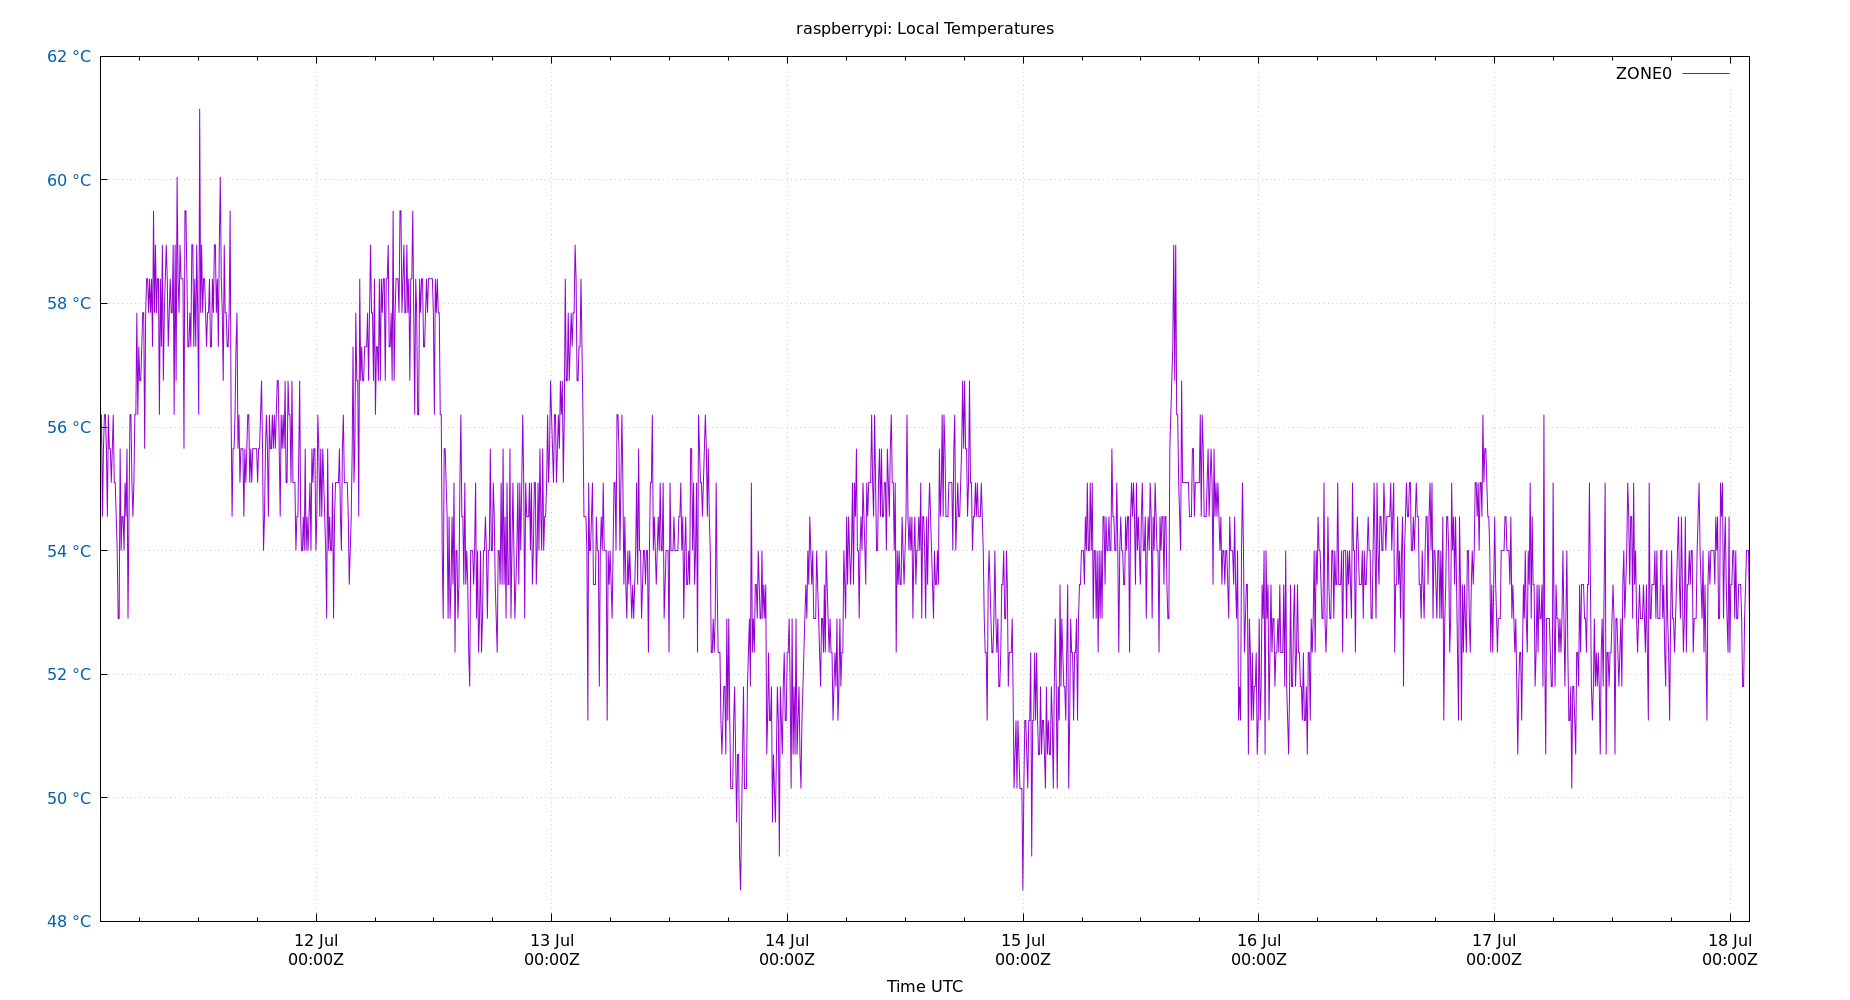 raspberrypi: Local Temperatures
62 °C
ZONE0
60 °C
58 °C
56 °C
54 °C
52 °C
50 °C
48 °C
12 Jul 13 Jul 14 Jul 15 Jul 16 Jul 17 Jul 18 Jul
00:00Z 00:00Z 00:00Z 00:00Z 00:00Z 00:00Z 00:00Z
Time UTC